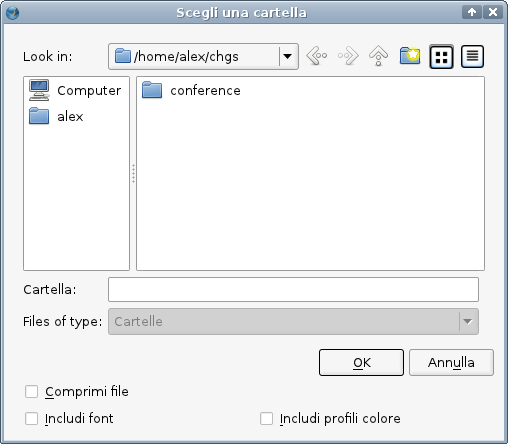 Scegli una cartella
Look in: /home/alex/chgs
Computer
alex
conference
Cartella:
Files of type: Cartelle
OK Annulla
Comprimi file
Includi font Includi profili colore